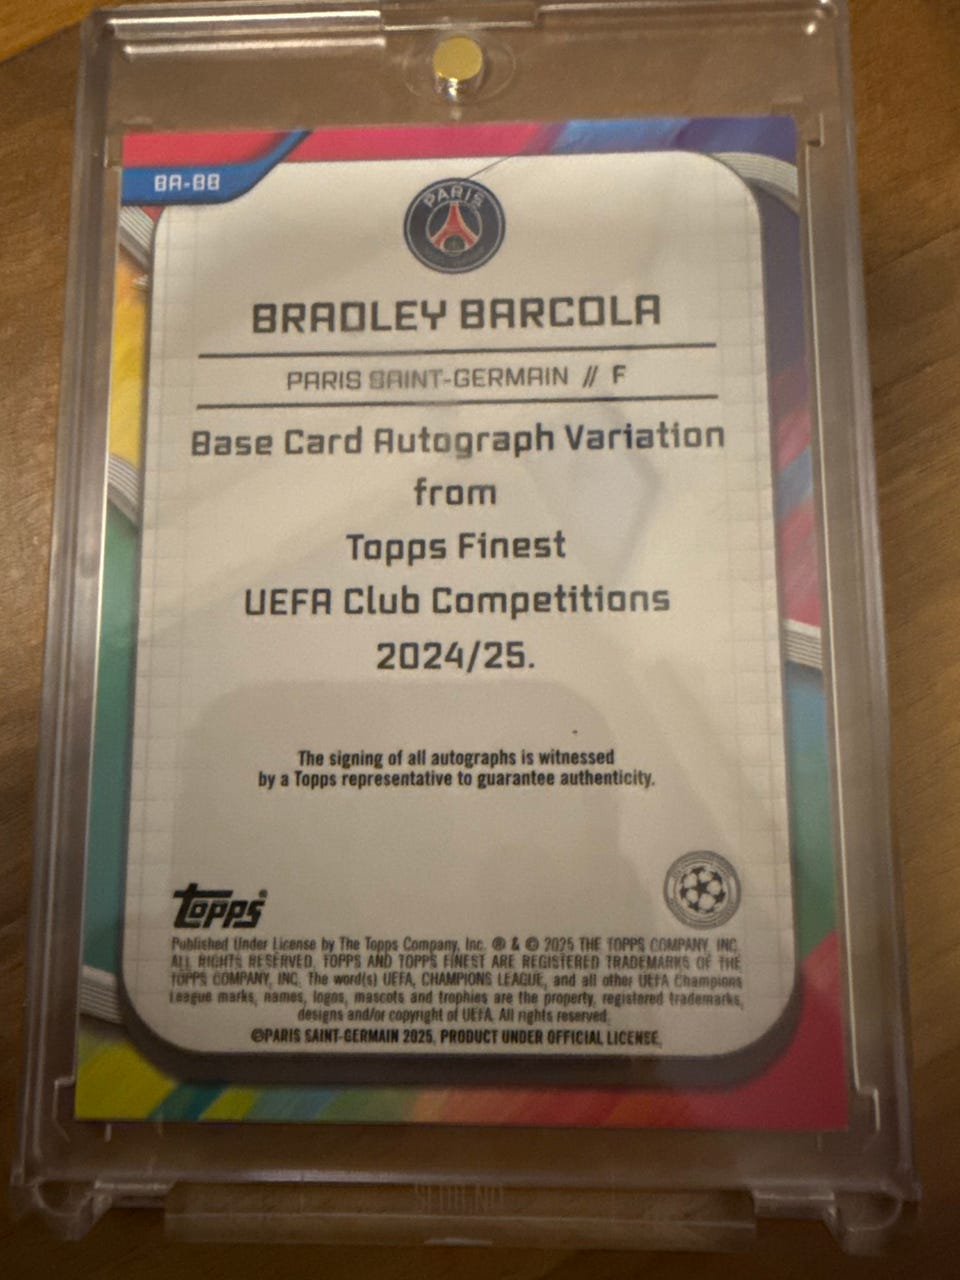 BA-BB
PARIS
BRADLEY BARCOLA
PARIS SAINT-GERMAIN // F
Base Card Autograph Variation
from
Topps Finest
UEFA Club Competitions
2024/25.
The signing of all autographs is witnessed
by a Topps representative to guarantee authenticity.
topps®
Published Under License by The Topps Company, Inc. ® & © 2025 THE TOPPS COMPANY, INC.
ALL RIGHTS RESERVED. TOPPS AND TOPPS FINEST ARE REGISTERED TRADEMARKS OF THE
TOPPS COMPANY, INC. The word(s) UEFA, CHAMPIONS LEAGUE, and all other UEFA Champions
League marks, names, logos, mascots and trophies are the property, registered trademarks,
designs and/or copyright of UEFA. All rights reserved.
©PARIS SAINT-GERMAIN 2025. PRODUCT UNDER OFFICIAL LICENSE.